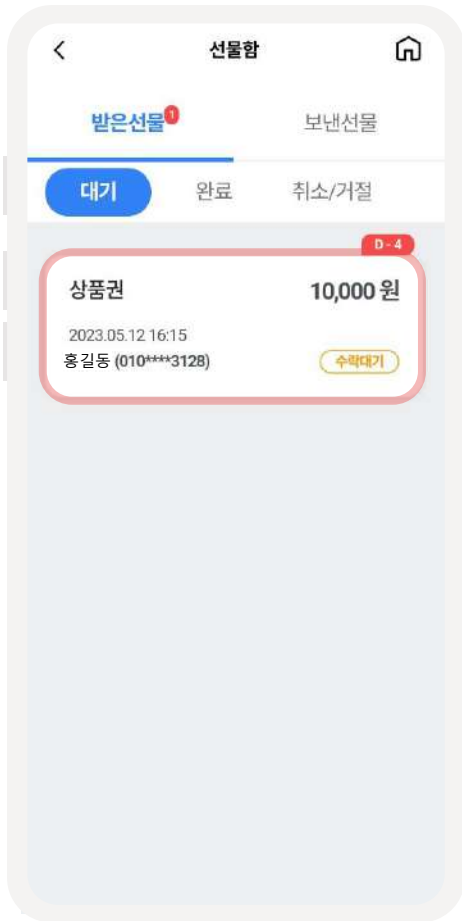 선물함
받은선물 1 보낸선물
대기 완료 취소/거절
D - 4
상품권 10,000 원
2023.05.12 16:15
홍길동 (010****3128) 수락대기